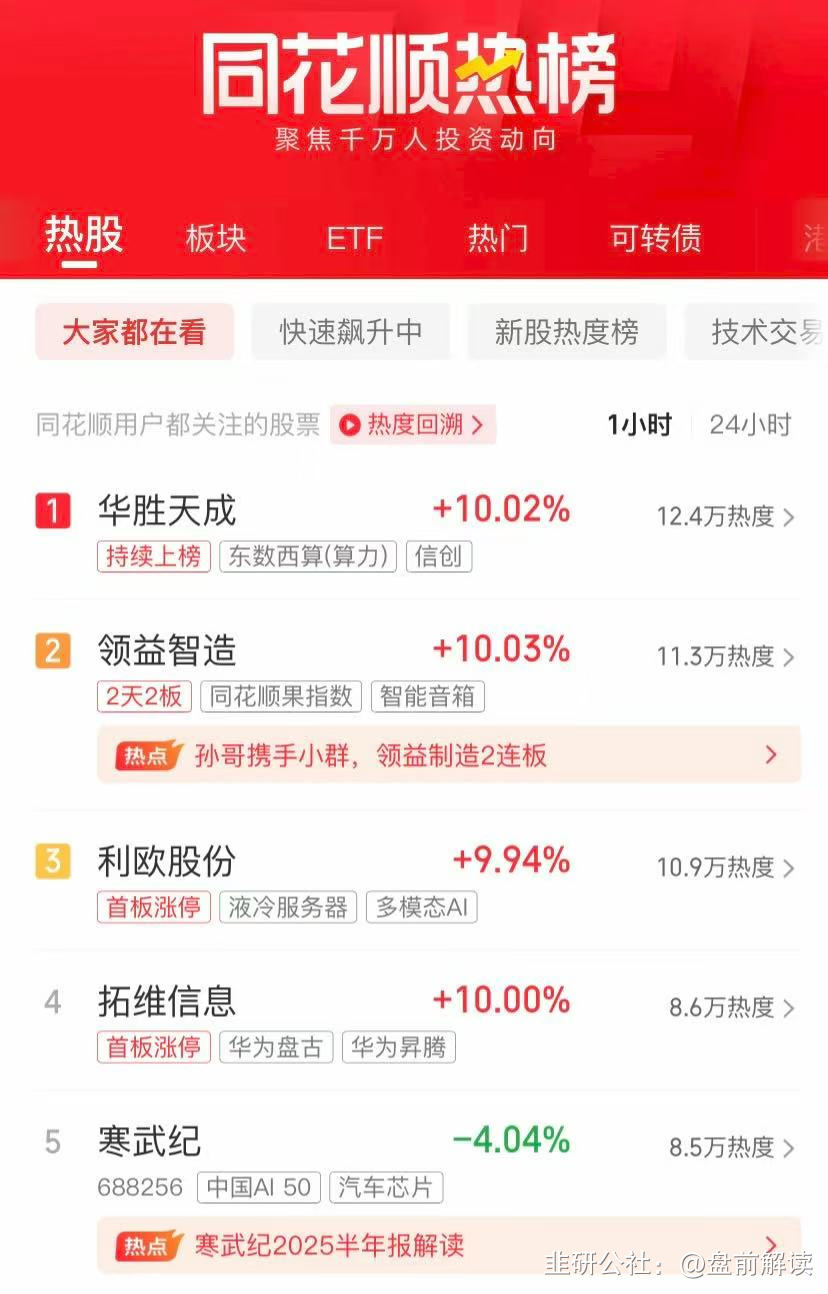 同花顺热榜
聚焦千万人投资动向
热股 板块 ETF 热门 可转债 港
大家都在看 快速飙升中 新股热度榜 技术交易
同花顺用户都关注的股票 热度回溯 > 1小时 24小时
1 华胜天成 +10.02% 12.4万热度 >
持续上榜 东数西算(算力) 信创
2 领益智造 +10.03% 11.3万热度 >
2天2板 同花顺果指数 智能音箱
热点 孙哥携手小群，领益制造2连板 >
3 利欧股份 +9.94% 10.9万热度 >
首板涨停 液冷服务器 多模态AI
4 拓维信息 +10.00% 8.6万热度 >
首板涨停 华为盘古 华为昇腾
5 寒武纪 -4.04% 8.5万热度 >
688256 中国AI 50 汽车芯片
热点 寒武纪2025半年报解读 >
韭研公社：@盘前解读